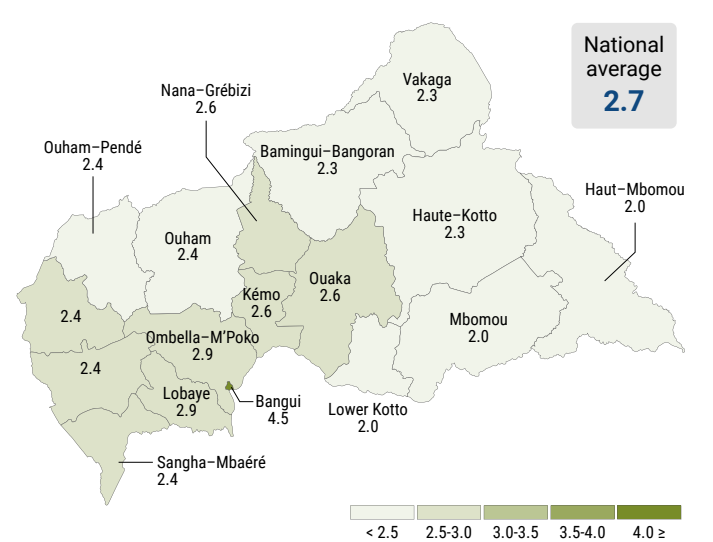 National
average
2.7
Vakaga
2.3
Nana–Grébizi
2.6
Ouham–Pendé
2.4
Bamingui–Bangoran
2.3
Haut–Mbomou
2.0
Haute–Kotto
2.3
Ouham
2.4
Ouaka
2.6
Kémo
2.6
2.4
Mbomou
2.0
Ombella–M'Poko
2.9
2.4
Lobaye
2.9
Bangui
4.5
Lower Kotto
2.0
Sangha–Mbaéré
2.4
< 2.5
2.5-3.0
3.0-3.5
3.5-4.0
4.0 ≥